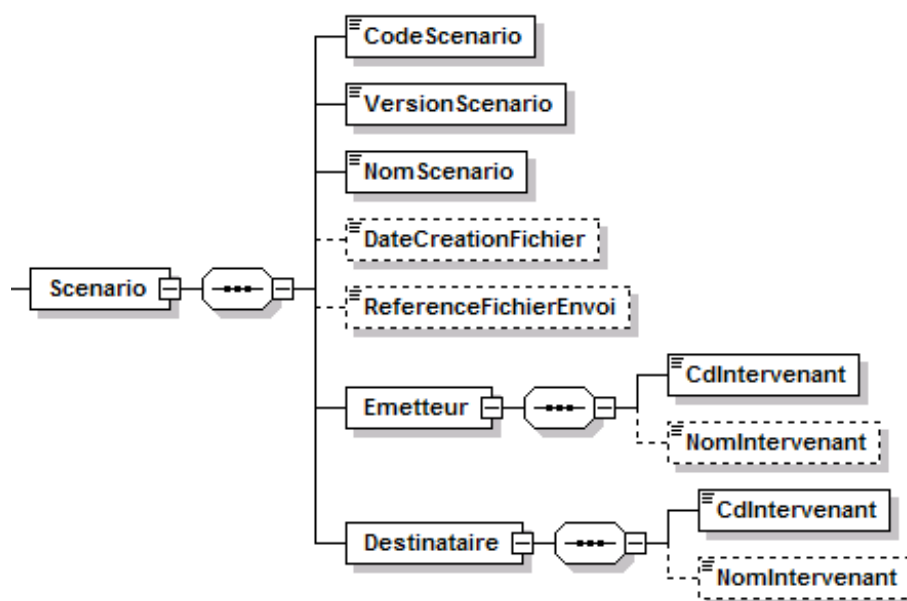 CodeScenario
VersionScenario
NomScenario
DateCreationFichier
Scenario
ReferenceFichierEnvoi
CdIntervenant
Emetteur
NomIntervenant
CdIntervenant
Destinataire
NomIntervenant